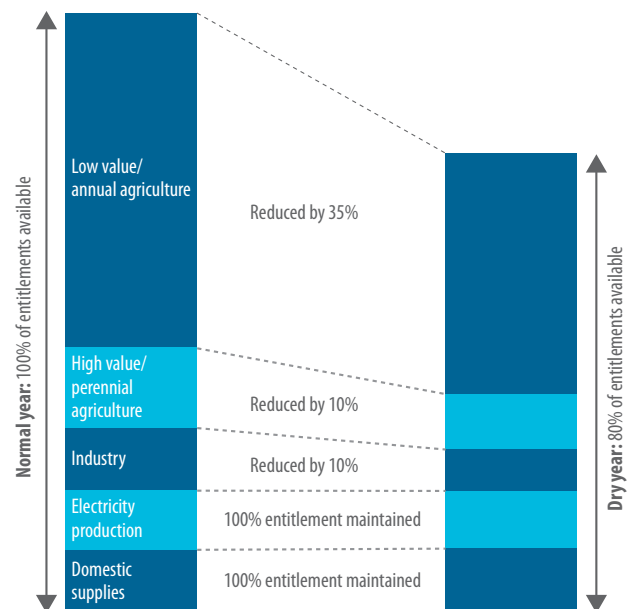 Normal year: 100% of entitlements available
Low value/
annual agriculture
Reduced by 35%
High value/
perennial
agriculture
Reduced by 10%
Industry
Reduced by 10%
Electricity
production
100% entitlement maintained
Domestic
supplies
100% entitlement maintained
Dry year: 80% of entitlements available